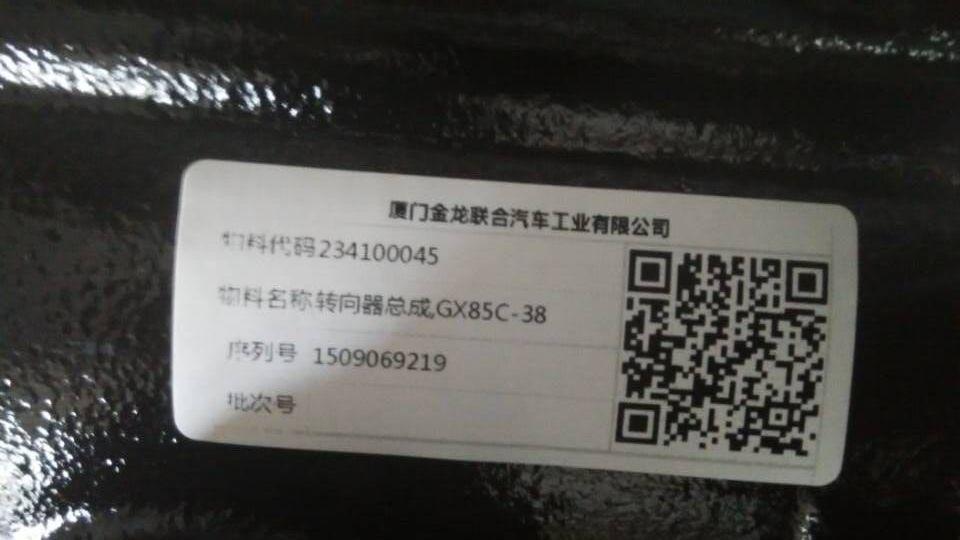 厦门金龙联合汽车工业有限公司
物料代码234100045
物料名称转向器总成,GX85C-38
序列号 1509069219
批次号